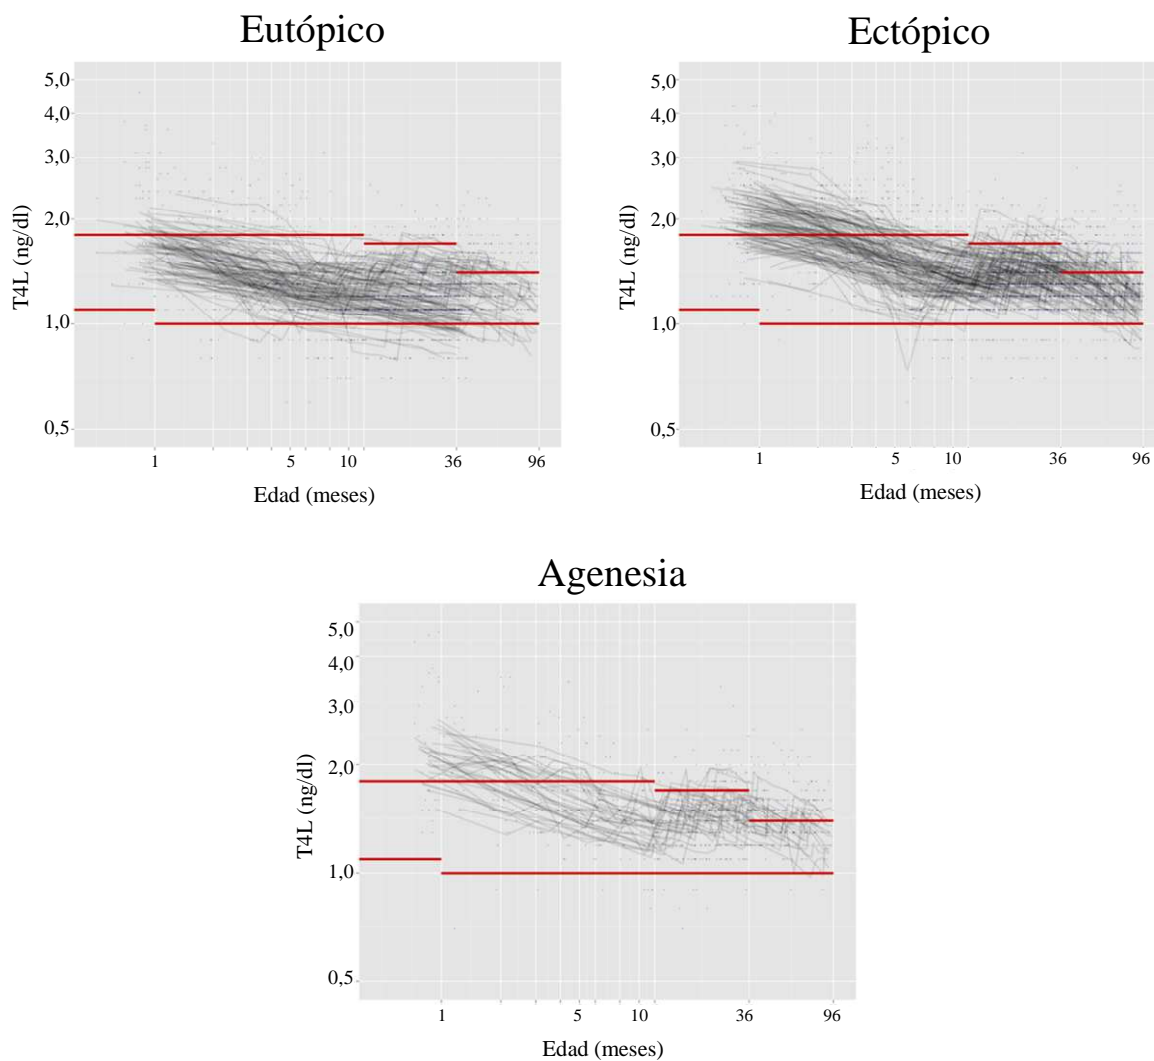 Eutópico
5,0
4,0
3,0
2,0
1,0
0,5
T4L (ng/dl)
1 5 10 36 96
Edad (meses)
Ectópico
5,0
4,0
3,0
2,0
1,0
0,5
T4L (ng/dl)
1 5 10 36 96
Edad (meses)
Agenesia
5,0
4,0
3,0
2,0
1,0
0,5
T4L (ng/dl)
1 5 10 36 96
Edad (meses)